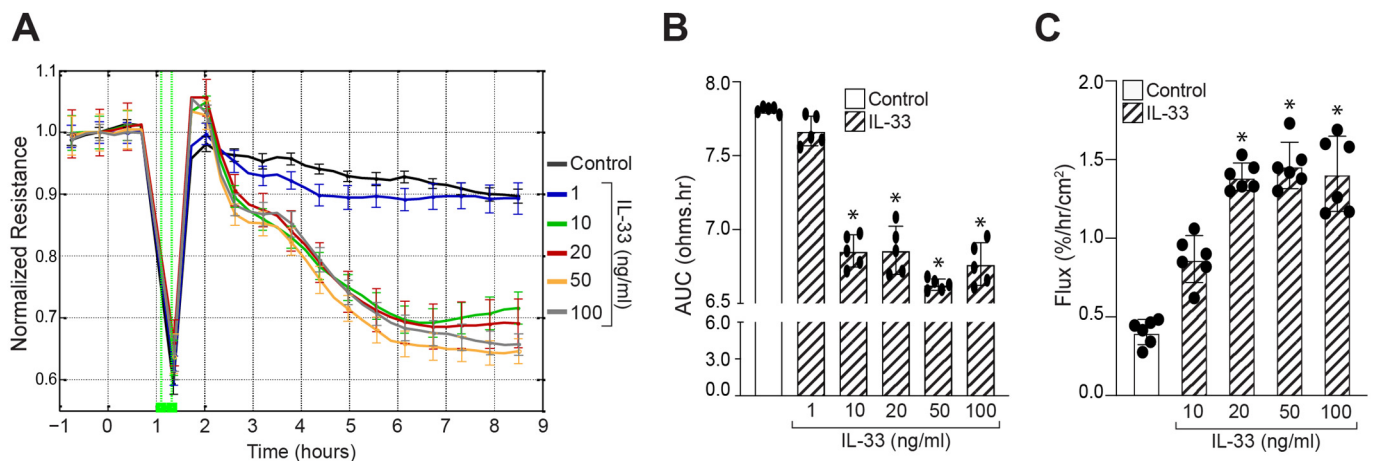 A
Normalized Resistance
1.1
1.0
0.9
0.8
0.7
0.6
−1 0 1 2 3 4 5 6 7 8 9
Time (hours)
Control
1
10
20
50
100
IL-33 (ng/ml)
B
AUC (ohms.hr)
8.0
7.5
7.0
6.5
6.0
3.0
0.0
Control
IL-33
* * * *
1 10 20 50 100
IL-33 (ng/ml)
C
Flux (%/hr/cm²)
2.0
1.5
1.0
0.5
0.0
Control
IL-33
* * *
10 20 50 100
IL-33 (ng/ml)